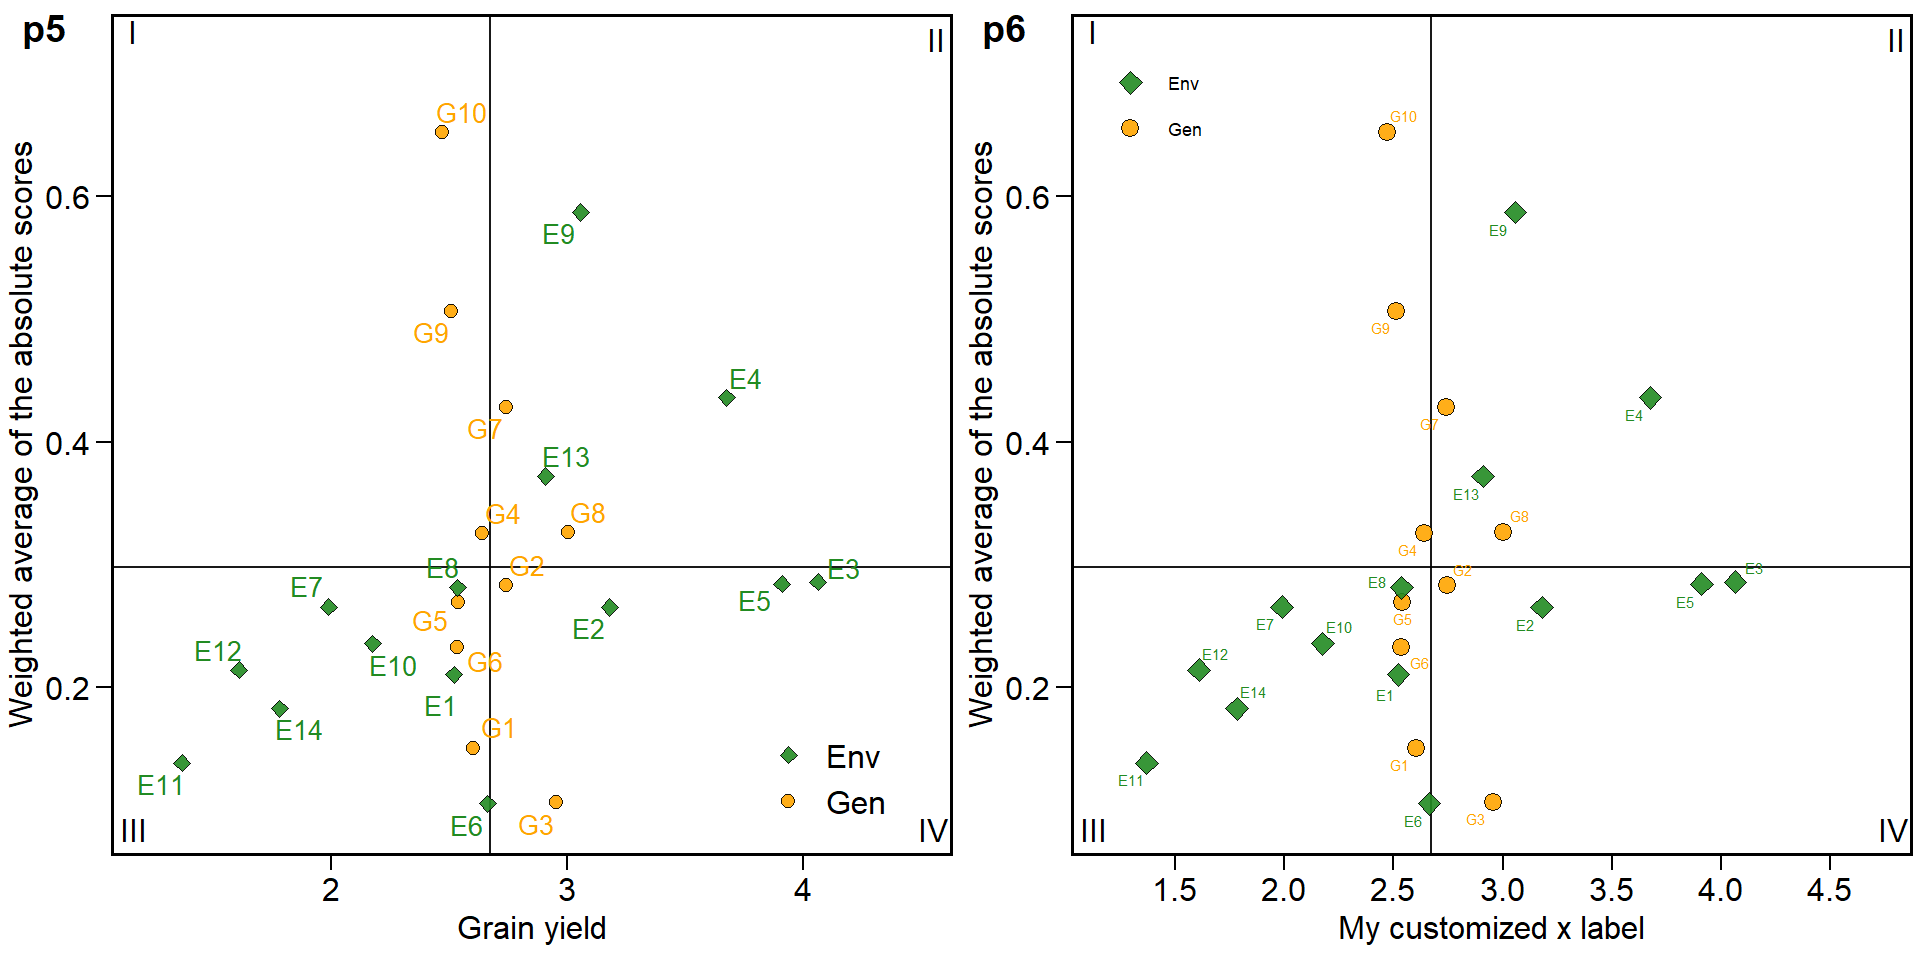 p5
I
II
G10
0.6
E9
G9
E4
G7
0.4
E13
G4
G8
E8
G2
E3
E7
E5
G5
E2
E12
E10
G6
0.2
E1
E14
G1
Env
E11
Gen
E6
G3
III
IV
2
3
4
Grain yield
Weighted average of the absolute scores
p6
I
II
Env
G10
Gen
0.6
E9
G9
E4
G7
0.4
E13
G8
G4
G2
E3
E8
E5
G5
E7
E2
E10
E12
G6
0.2
E14
E1
G1
E11
G3
E6
III
IV
1.5
2.0
2.5
3.0
3.5
4.0
4.5
My customized x label
Weighted average of the absolute scores